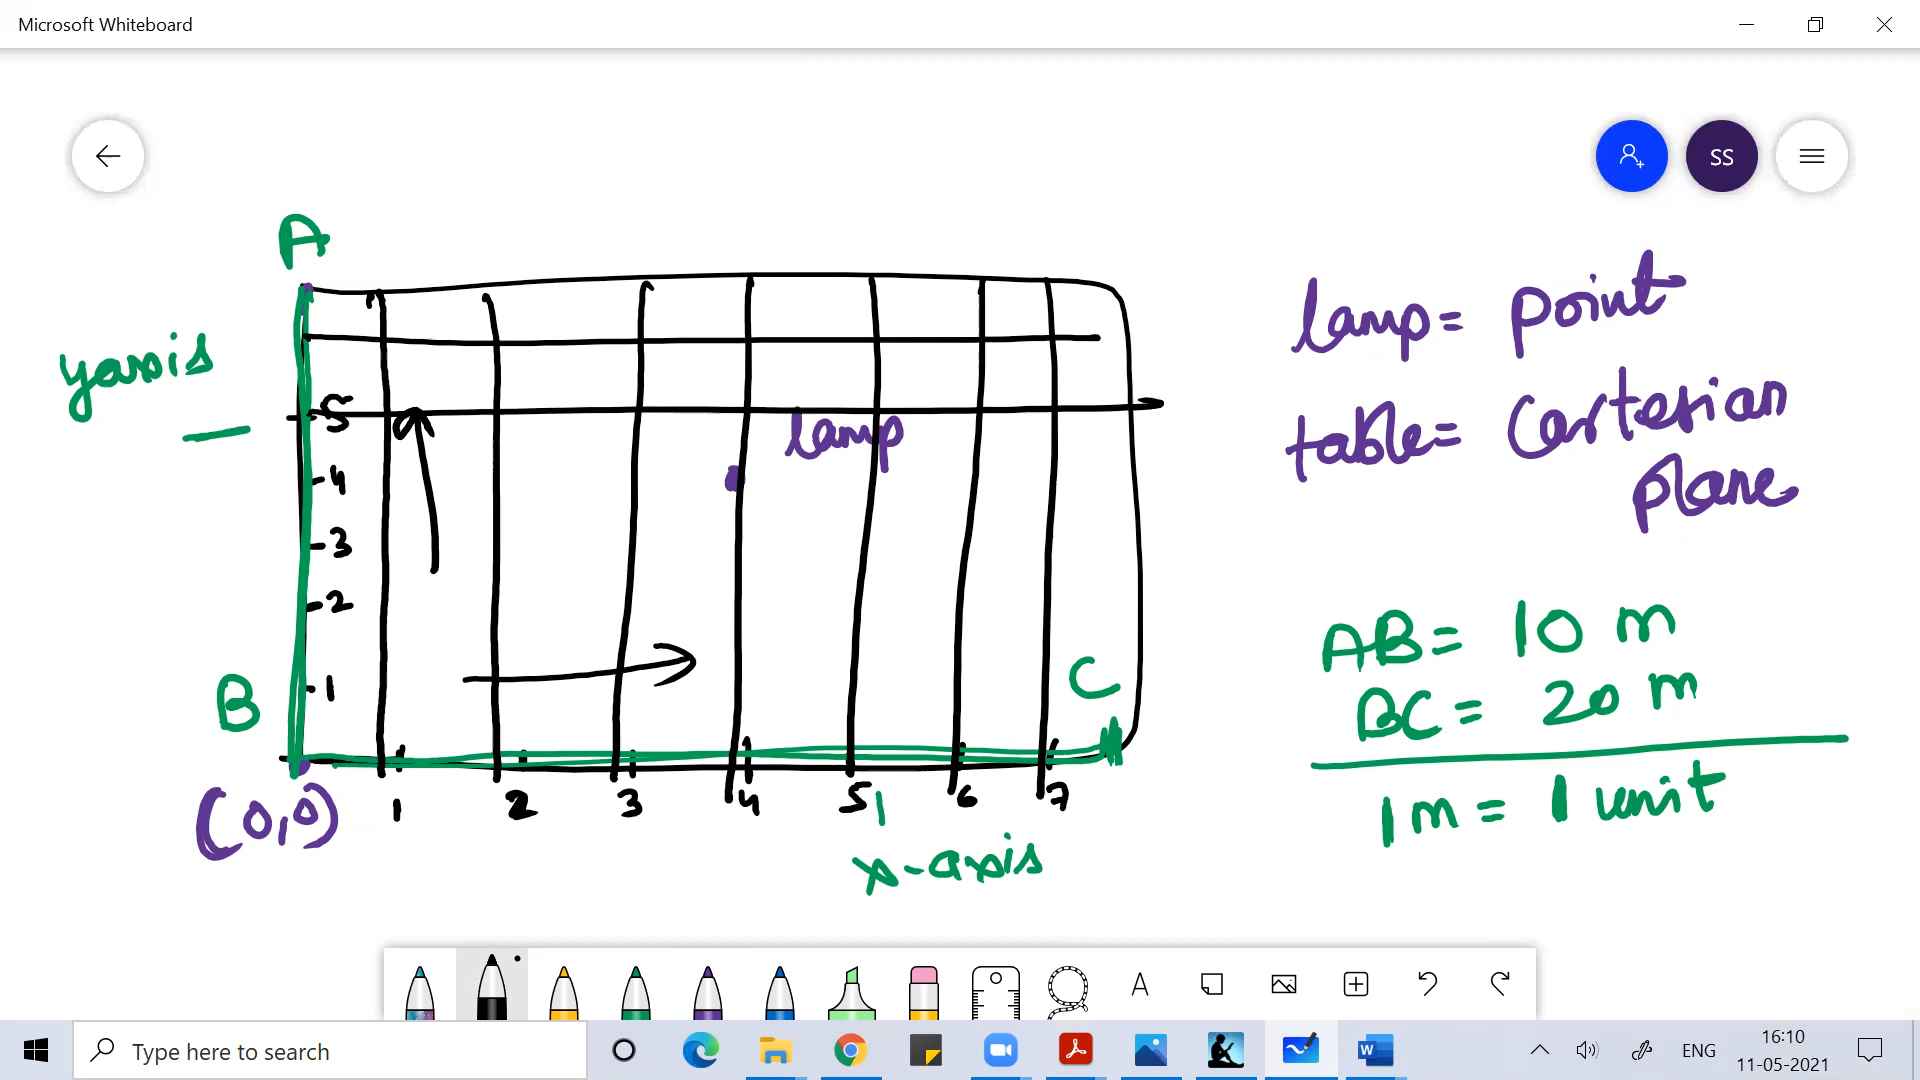 Microsoft Whiteboard
SS
A
y axis
5
4
3
2
1
B
(0,0)
lamp
C
1 2 3 4 5 6 7
x-axis
lamp = point
table = Cartesian
plane
AB = 10 m
BC = 20 m
1 m = 1 unit
A
Type here to search
W
ENG
16:10
11-05-2021